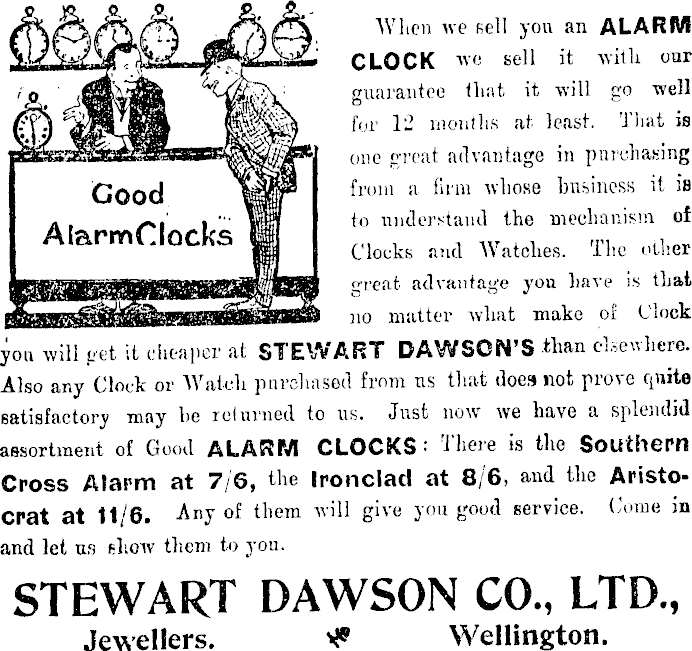 Good
Alarm Clocks
When we sell you an ALARM
CLOCK we sell it with our
guarantee that it will go well
for 12 months at least. That is
one great advantage in purchasing
from a firm whose business it is
to understand the mechanism of
Clocks and Watches. The other
great advantage you have is that
no matter what make of Clock
you will get it cheaper at STEWART DAWSON'S than elsewhere.
Also any Clock or Watch purchased from us that does not prove quite
satisfactory may be returned to us. Just now we have a splendid
assortment of Good ALARM CLOCKS: There is the Southern
Cross Alarm at 7/6, the Ironclad at 8/6, and the Aristo-
crat at 11/6. Any of them will give you good service. Come in
and let us show them to you.
STEWART DAWSON CO., LTD.,
Jewellers. Wellington.